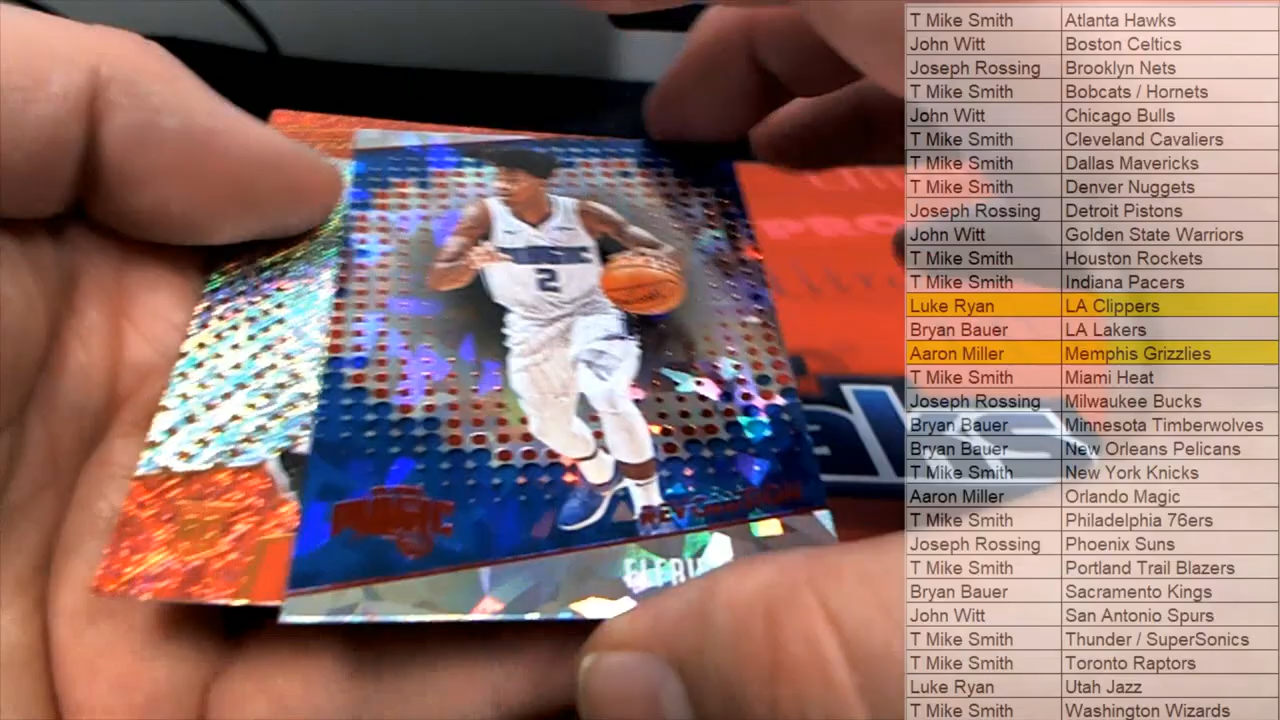 T Mike Smith Atlanta Hawks
John Witt Boston Celtics
Joseph Rossing Brooklyn Nets
T Mike Smith Bobcats / Hornets
John Witt Chicago Bulls
T Mike Smith Cleveland Cavaliers
T Mike Smith Dallas Mavericks
T Mike Smith Denver Nuggets
Joseph Rossing Detroit Pistons
John Witt Golden State Warriors
T Mike Smith Houston Rockets
T Mike Smith Indiana Pacers
Luke Ryan LA Clippers
Bryan Bauer LA Lakers
Aaron Miller Memphis Grizzlies
T Mike Smith Miami Heat
Joseph Rossing Milwaukee Bucks
Bryan Bauer Minnesota Timberwolves
Bryan Bauer New Orleans Pelicans
T Mike Smith New York Knicks
Aaron Miller Orlando Magic
T Mike Smith Philadelphia 76ers
Joseph Rossing Phoenix Suns
T Mike Smith Portland Trail Blazers
Bryan Bauer Sacramento Kings
John Witt San Antonio Spurs
T Mike Smith Thunder / SuperSonics
T Mike Smith Toronto Raptors
Luke Ryan Utah Jazz
T Mike Smith Washington Wizards
2
MAGIC